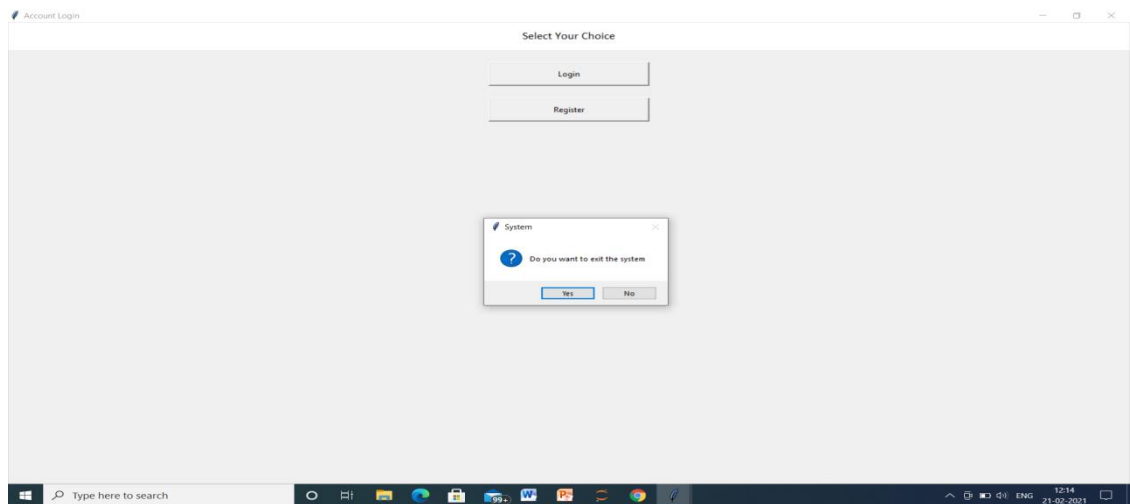 Account Login
Select Your Choice
Login
Register
System
Do you want to exit the system
Yes
No
Type here to search
99+
ENG
12:14
21-02-2021